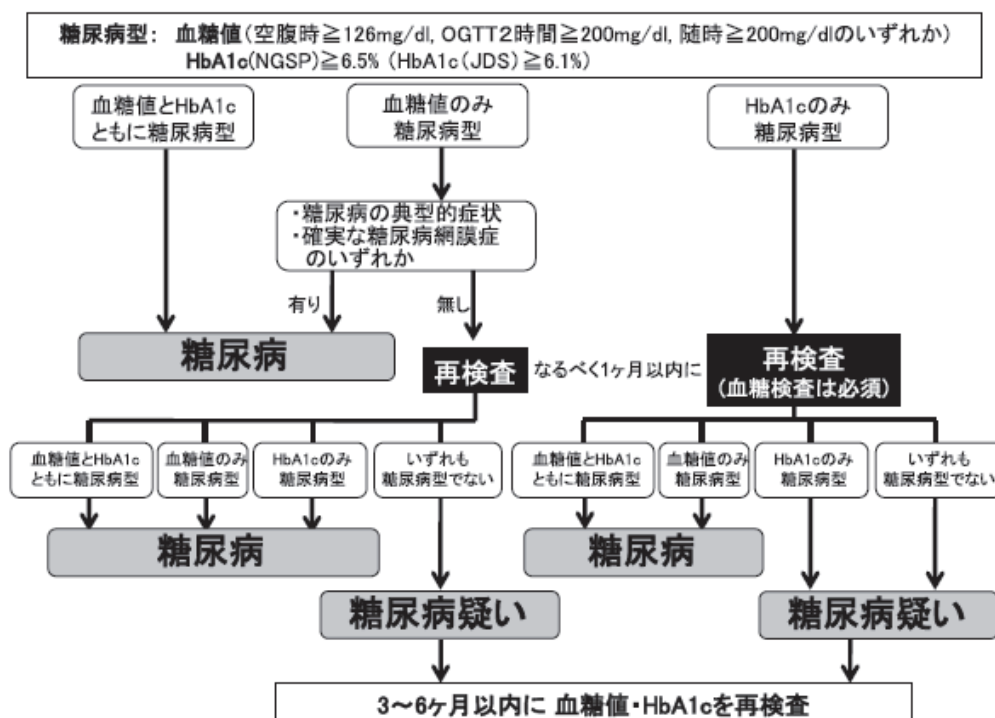 糖尿病型： 血糖値（空腹時≧126mg/dl, OGTT2時間≧200mg/dl, 随時≧200mg/dlのいずれか）
HbA1c(NGSP)≧6.5% （HbA1c（JDS）≧6.1%）
血糖値とHbA1c
ともに糖尿病型
血糖値のみ
糖尿病型
HbA1cのみ
糖尿病型
・糖尿病の典型的症状
・確実な糖尿病網膜症
のいずれか
有り
無し
糖尿病
再検査
なるべく1ヶ月以内に
再検査
（血糖検査は必須）
血糖値とHbA1c
ともに糖尿病型
血糖値のみ
糖尿病型
HbA1cのみ
糖尿病型
いずれも
糖尿病型でない
血糖値とHbA1c
ともに糖尿病型
血糖値のみ
糖尿病型
HbA1cのみ
糖尿病型
いずれも
糖尿病型でない
糖尿病
糖尿病
糖尿病疑い
糖尿病疑い
3～6ヶ月以内に 血糖値・HbA1cを再検査